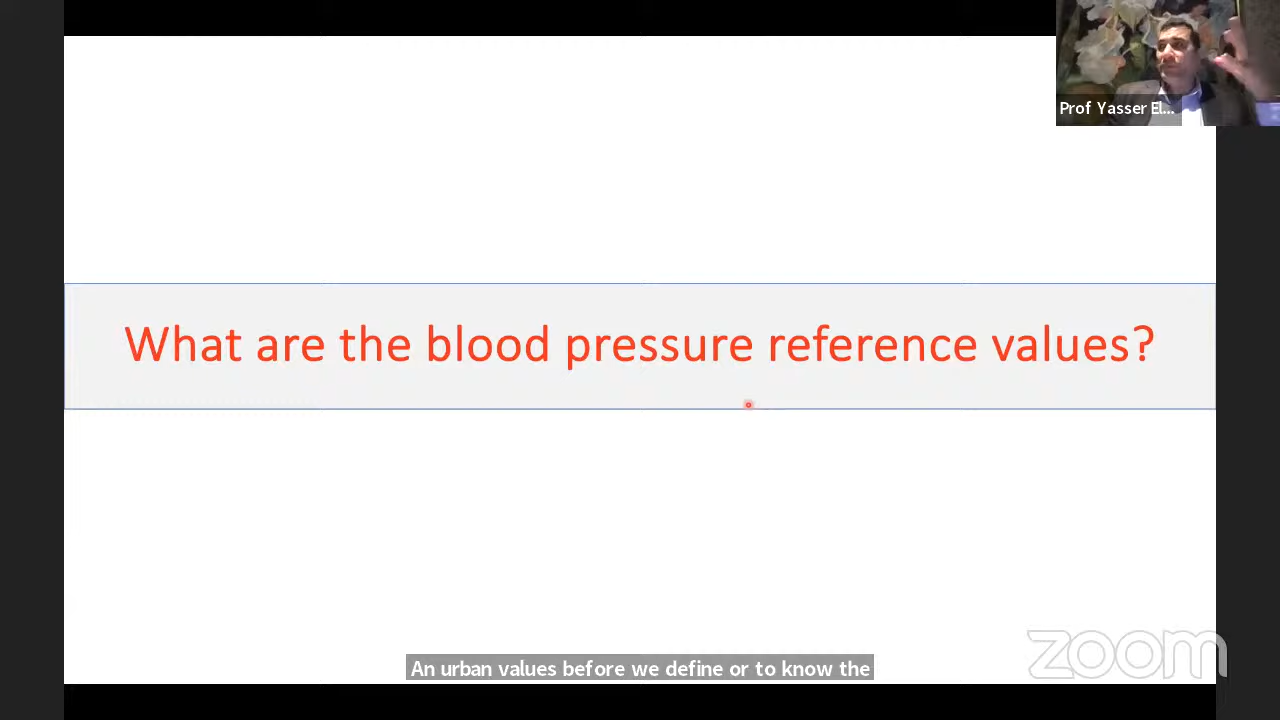 Prof Yasser El...
What are the blood pressure reference values?
zoom
An urban values before we define or to know the